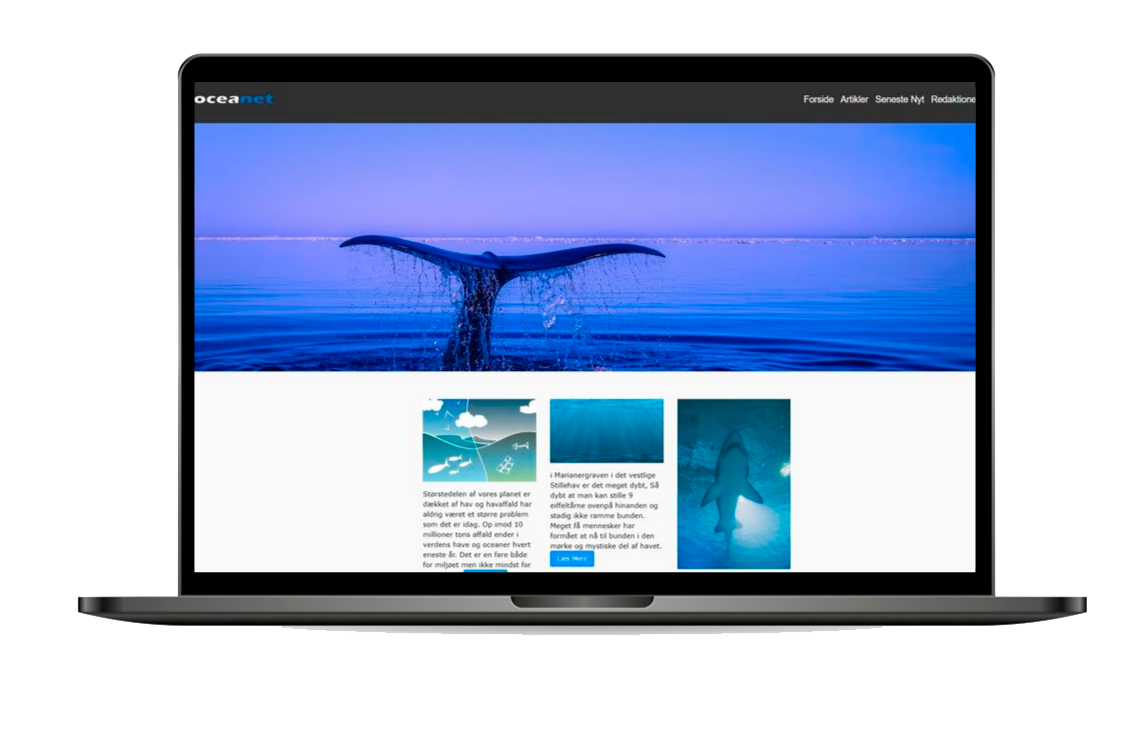 oceanet
Forside Artikler Seneste Nyt Redaktione
Størstedelen af vores planet er
dækket af hav og havaffald har
aldrig været et større problem
som det er idag. Op imod 10
millioner tons affald ender i
verdens have og oceaner hvert
eneste år. Det er en fare både
for miljøet men ikke mindst for
i Marianergraven i det vestlige
Stillehav er det meget dybt, Så
dybt at man kan stille 9
eiffeltårne ovenpå hinanden og
stadig ikke ramme bunden.
Meget få mennesker har
formået at nå til bunden i den
mørke og mystiske del af havet.
Læs Mere